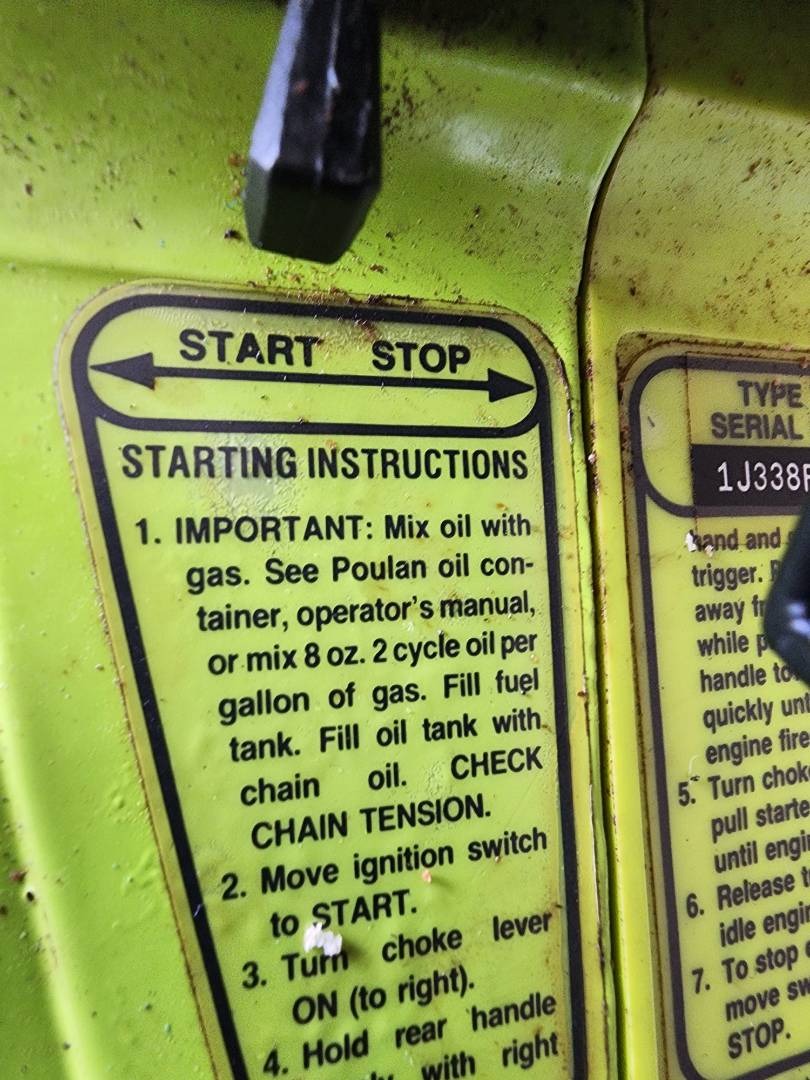 START STOP
STARTING INSTRUCTIONS
1. IMPORTANT: Mix oil with
gas. See Poulan oil con-
tainer, operator's manual,
or mix 8 oz. 2 cycle oil per
gallon of gas. Fill fuel
tank. Fill oil tank with
chain oil. CHECK
CHAIN TENSION.
2. Move ignition switch
to START.
3. Turn choke lever
ON (to right).
4. Hold rear handle
with right
TYPE
SERIAL
1J338
hand and
trigger.
away
while
handle
quickly
engine
5. Turn
pull
until
6. Release
idle
7. To stop
move
STOP.